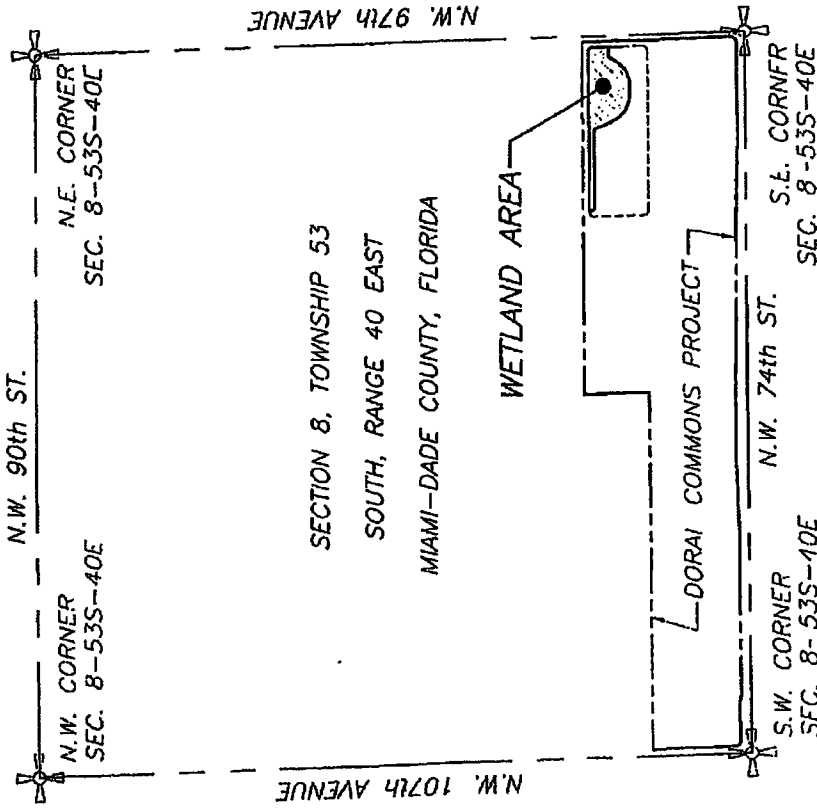 N.W. 90th ST.
N.W. CORNER
SEC. 8-53S-40E
N.E. CORNER
SEC. 8-53S-40E
N.W. 107th AVENUE
N.W. 97th AVENUE
SECTION 8, TOWNSHIP 53
SOUTH, RANGE 40 EAST
MIAMI-DADE COUNTY, FLORIDA
WETLAND AREA
DORAI COMMONS PROJECT
N.W. 74th ST.
S.W. CORNER
SEC. 8-53S-40E
S.E. CORNER
SEC. 8-53S-40E